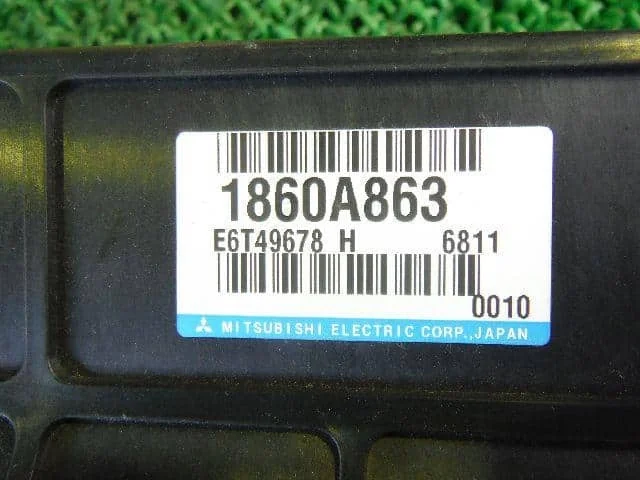 1860A863
E6T49678 H 6811
0010
MITSUBISHI ELECTRIC CORP., JAPAN